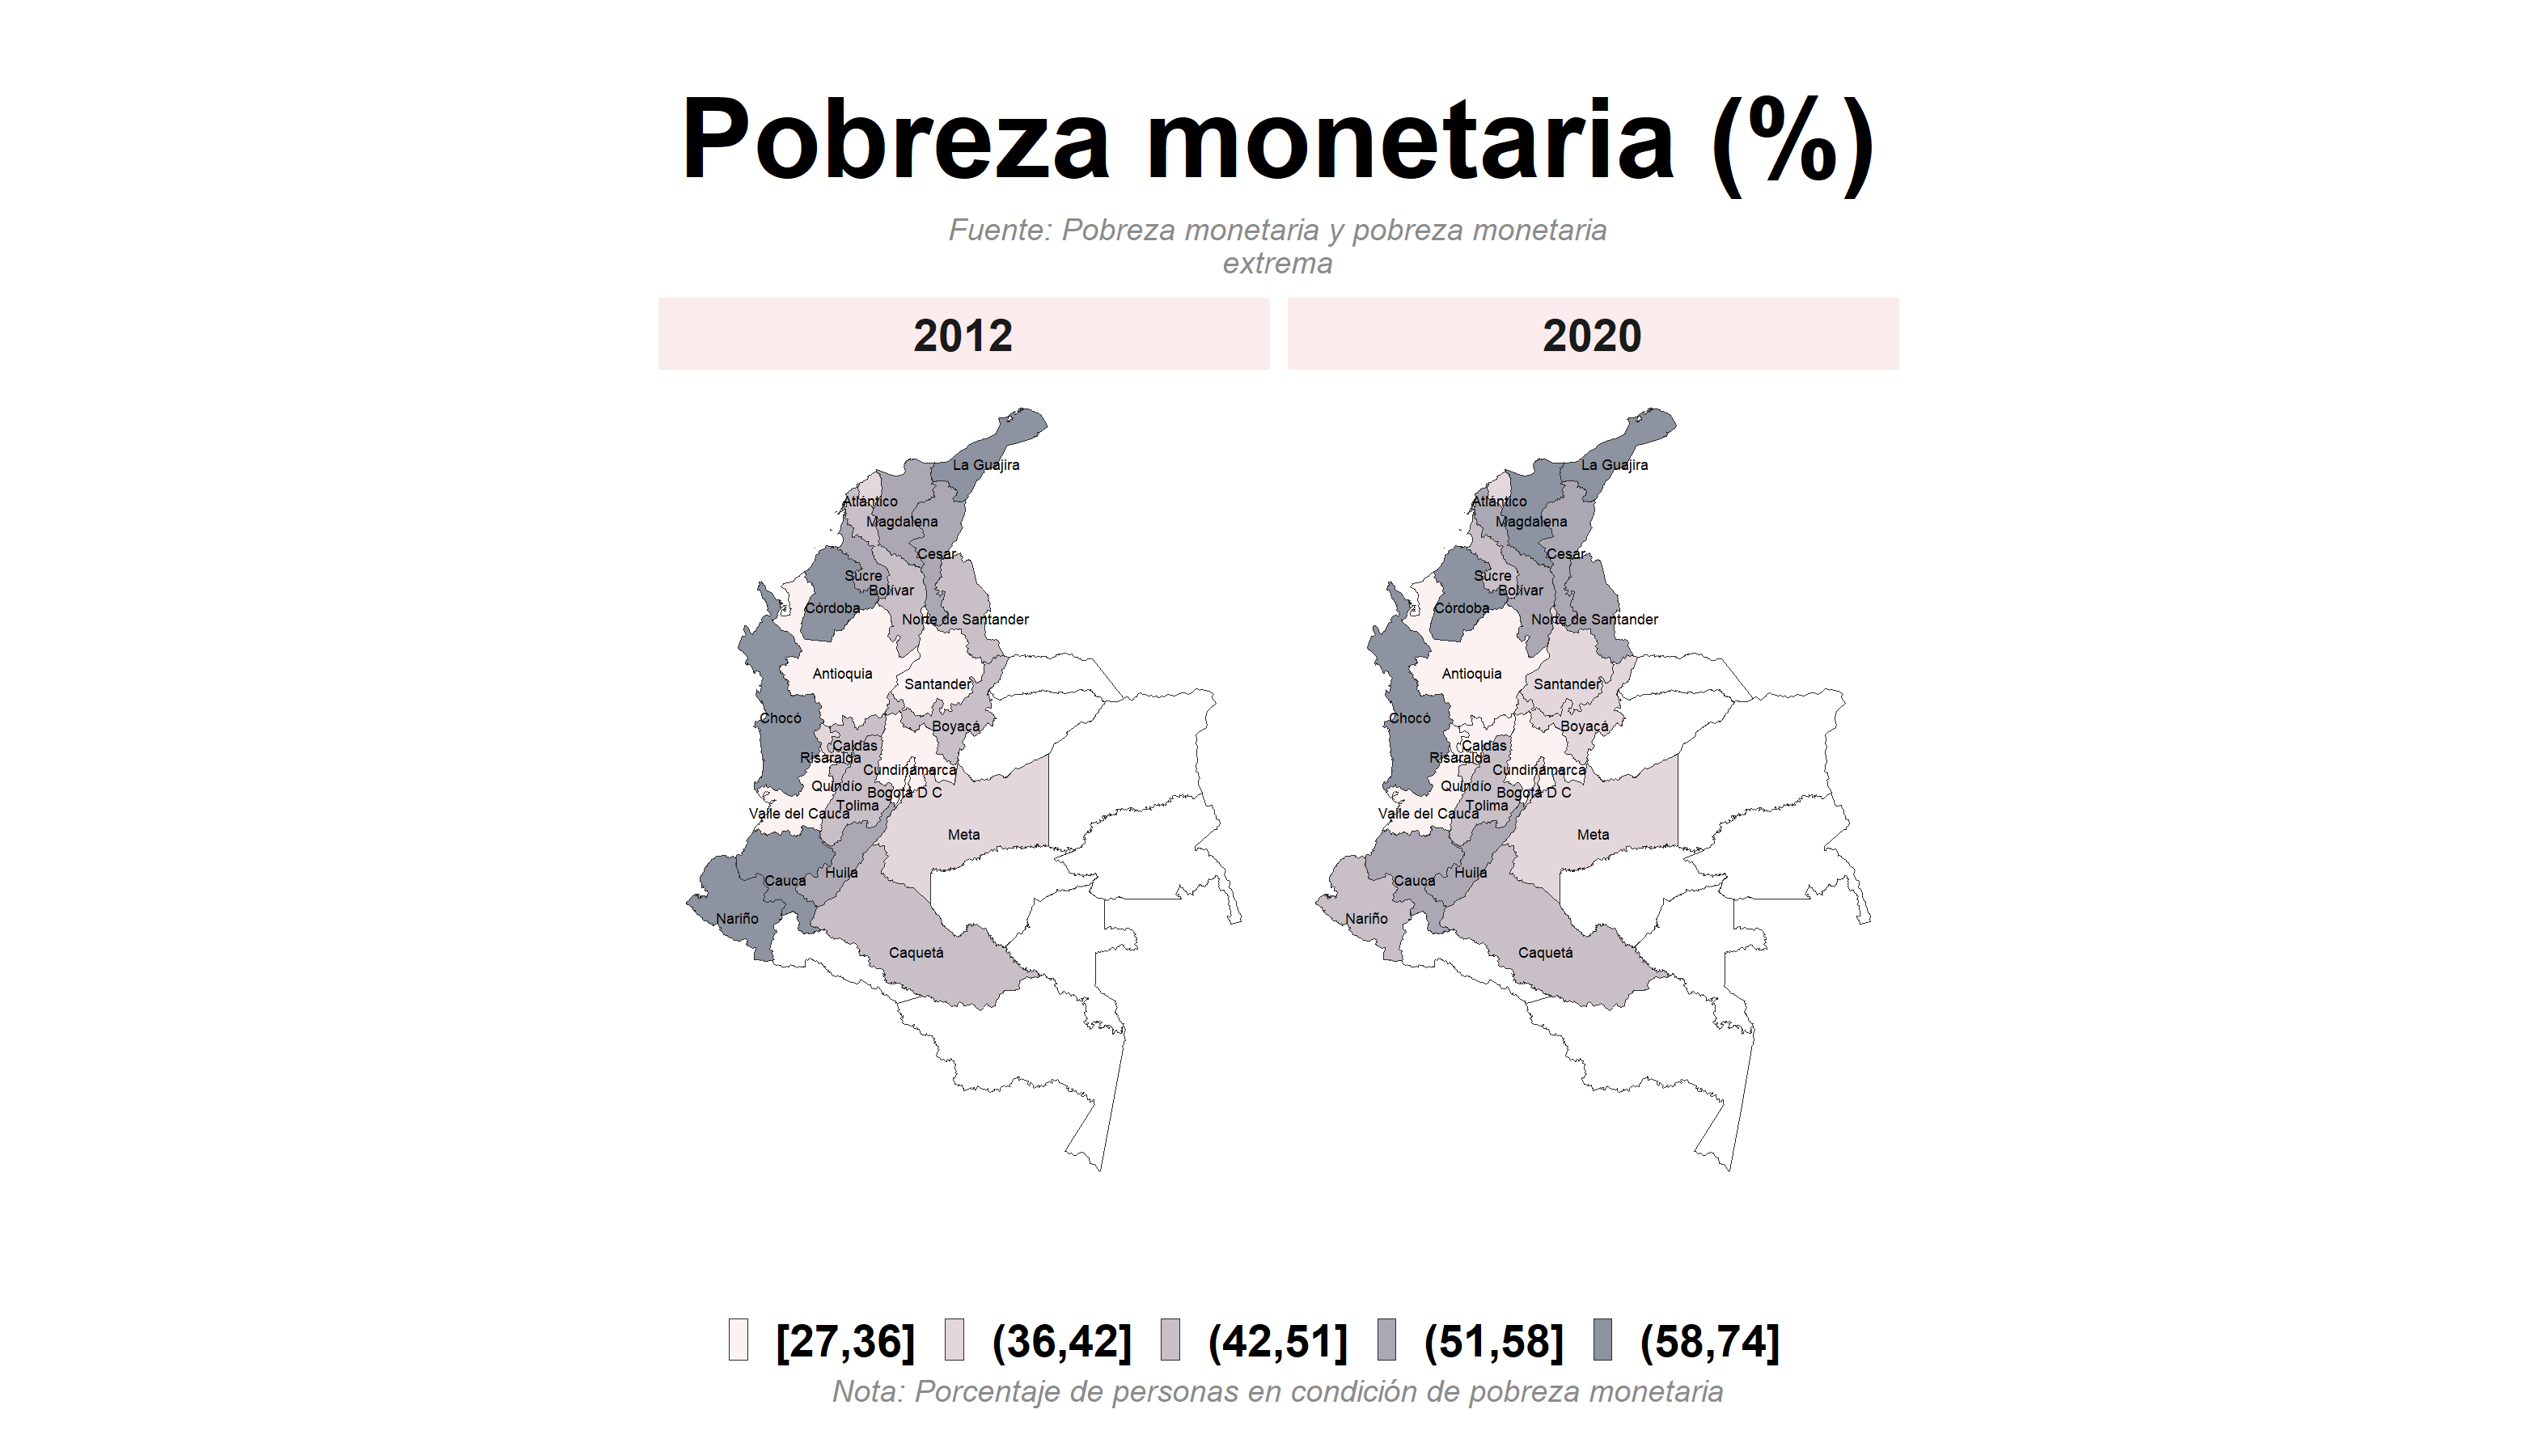 Pobreza monetaria (%)
Fuente: Pobreza monetaria y pobreza monetaria
extrema
2012
La Guajira
Atlántico
Magdalena
Cesar
Sucre
Bolívar
Córdoba
Norte de Santander
Antioquia
Santander
Chocó
Boyacá
Caldas
Risaralda
Cundinamarca
Quindío
Bogotá D C
Tolima
Valle del Cauca
Meta
Huila
Cauca
Nariño
Caquetá
2020
La Guajira
Atlántico
Magdalena
Cesar
Sucre
Bolívar
Córdoba
Norte de Santander
Antioquia
Santander
Chocó
Boyacá
Caldas
Risaralda
Cundinamarca
Quindío
Bogotá D C
Tolima
Valle del Cauca
Meta
Huila
Cauca
Nariño
Caquetá
[27,36] (36,42] (42,51] (51,58] (58,74]
Nota: Porcentaje de personas en condición de pobreza monetaria